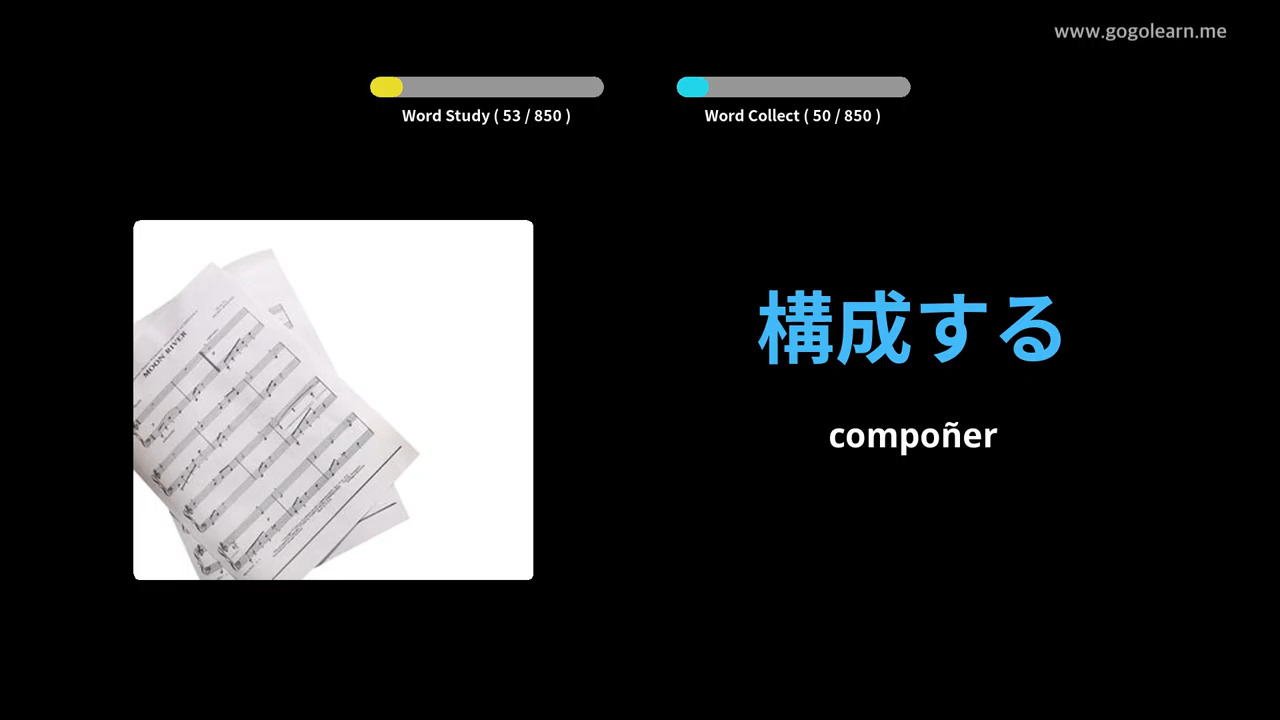 www.gogolearn.me
Word Study ( 53 / 850 )
Word Collect ( 50 / 850 )
MOON RIVER
構成する
compoñer